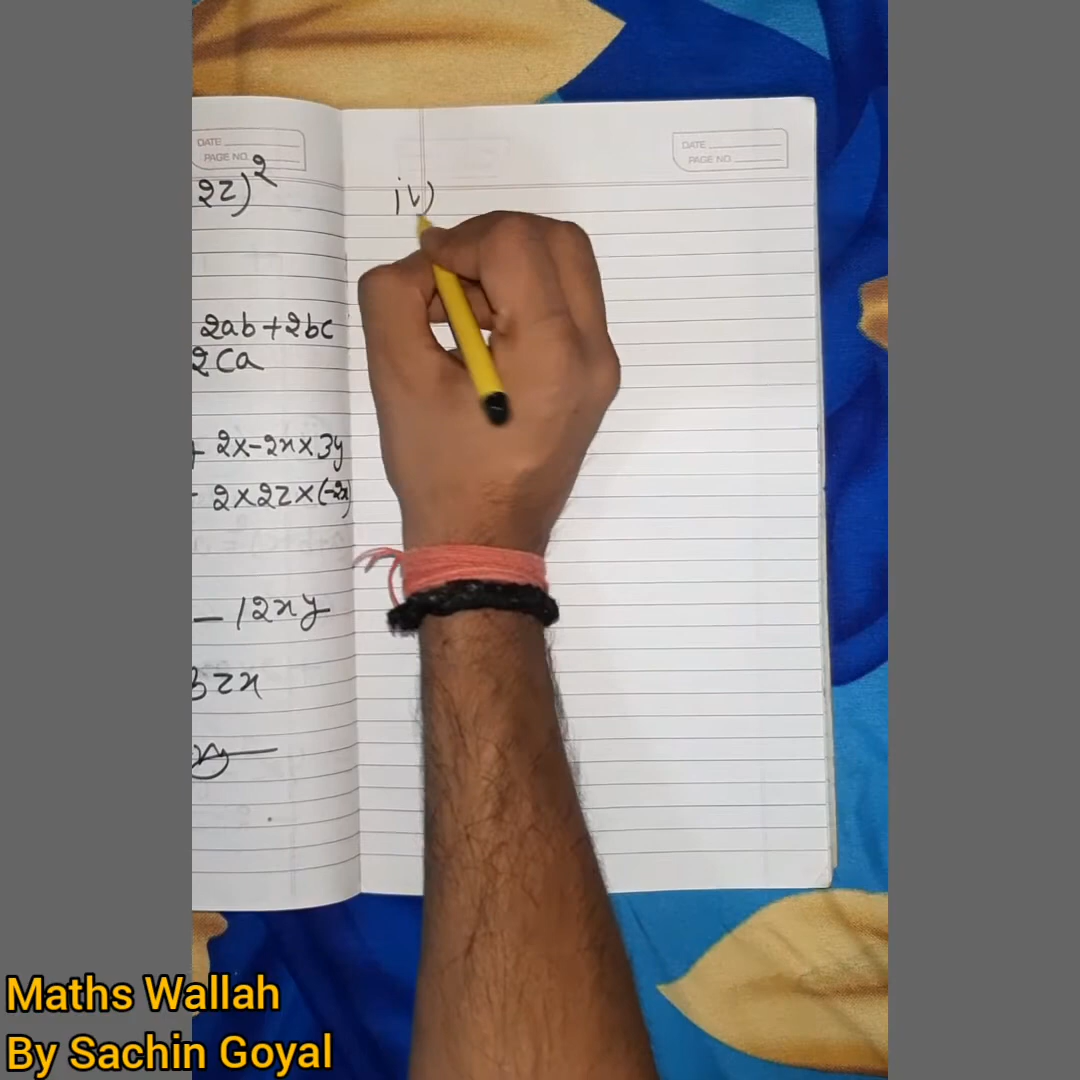 DATE
PAGE NO.
2z)²
2ab + 2bc
2ca
+ 2x-2x×3y
- 2×2z×(-2x)
- 12xy
zx
DATE
PAGE NO.
iv)
Maths Wallah
By Sachin Goyal